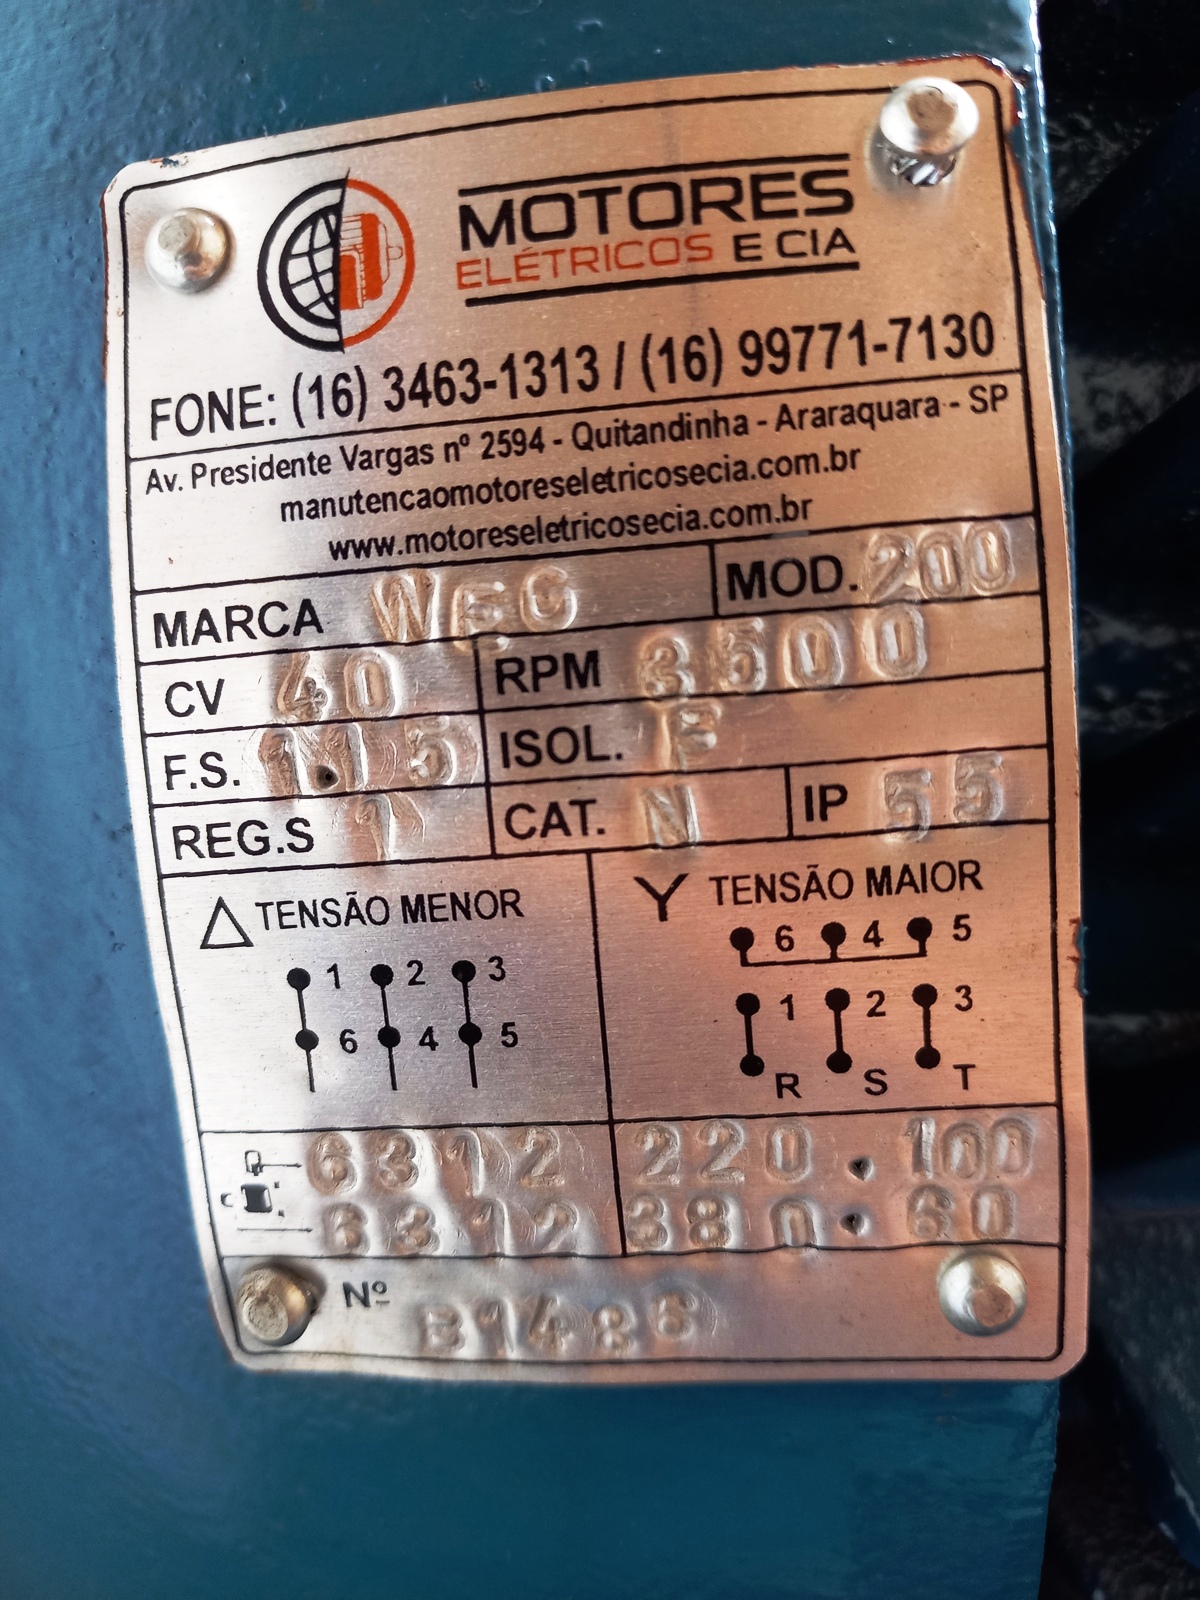 MOTORES
ELÉTRICOS E CIA
FONE: (16) 3463-1313 / (16) 99771-7130
Av. Presidente Vargas nº 2594 - Quitandinha - Araraquara - SP
manutencaomotoreseletricosecia.com.br
www.motoreseletricosecia.com.br
MARCA WEG MOD. 200
CV 40 RPM 3500
F.S. 1.15 ISOL. F
REG.S 1 CAT. N IP 55
Δ TENSÃO MENOR
1 2 3
6 4 5
Y TENSÃO MAIOR
6 4 5
1 2 3
R S T
6312 220.100
6312 380.60
Nº B1486